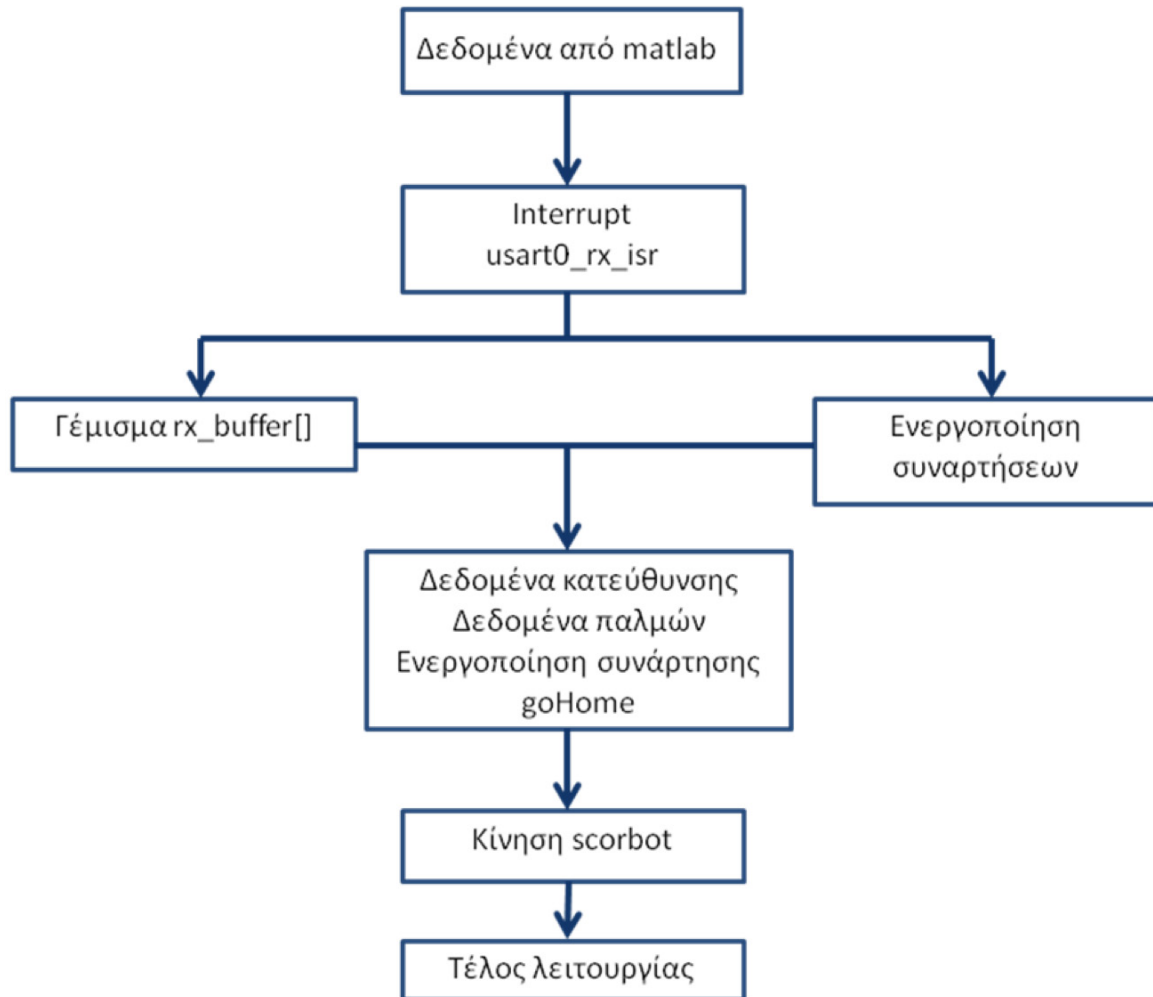 Δεδομένα από matlab
Interrupt
usart0_rx_isr
Γέμισμα rx_buffer[]
Ενεργοποίηση
συναρτήσεων
Δεδομένα κατεύθυνσης
Δεδομένα παλμών
Ενεργοποίηση συνάρτησης
goHome
Κίνηση scorbot
Τέλος λειτουργίας